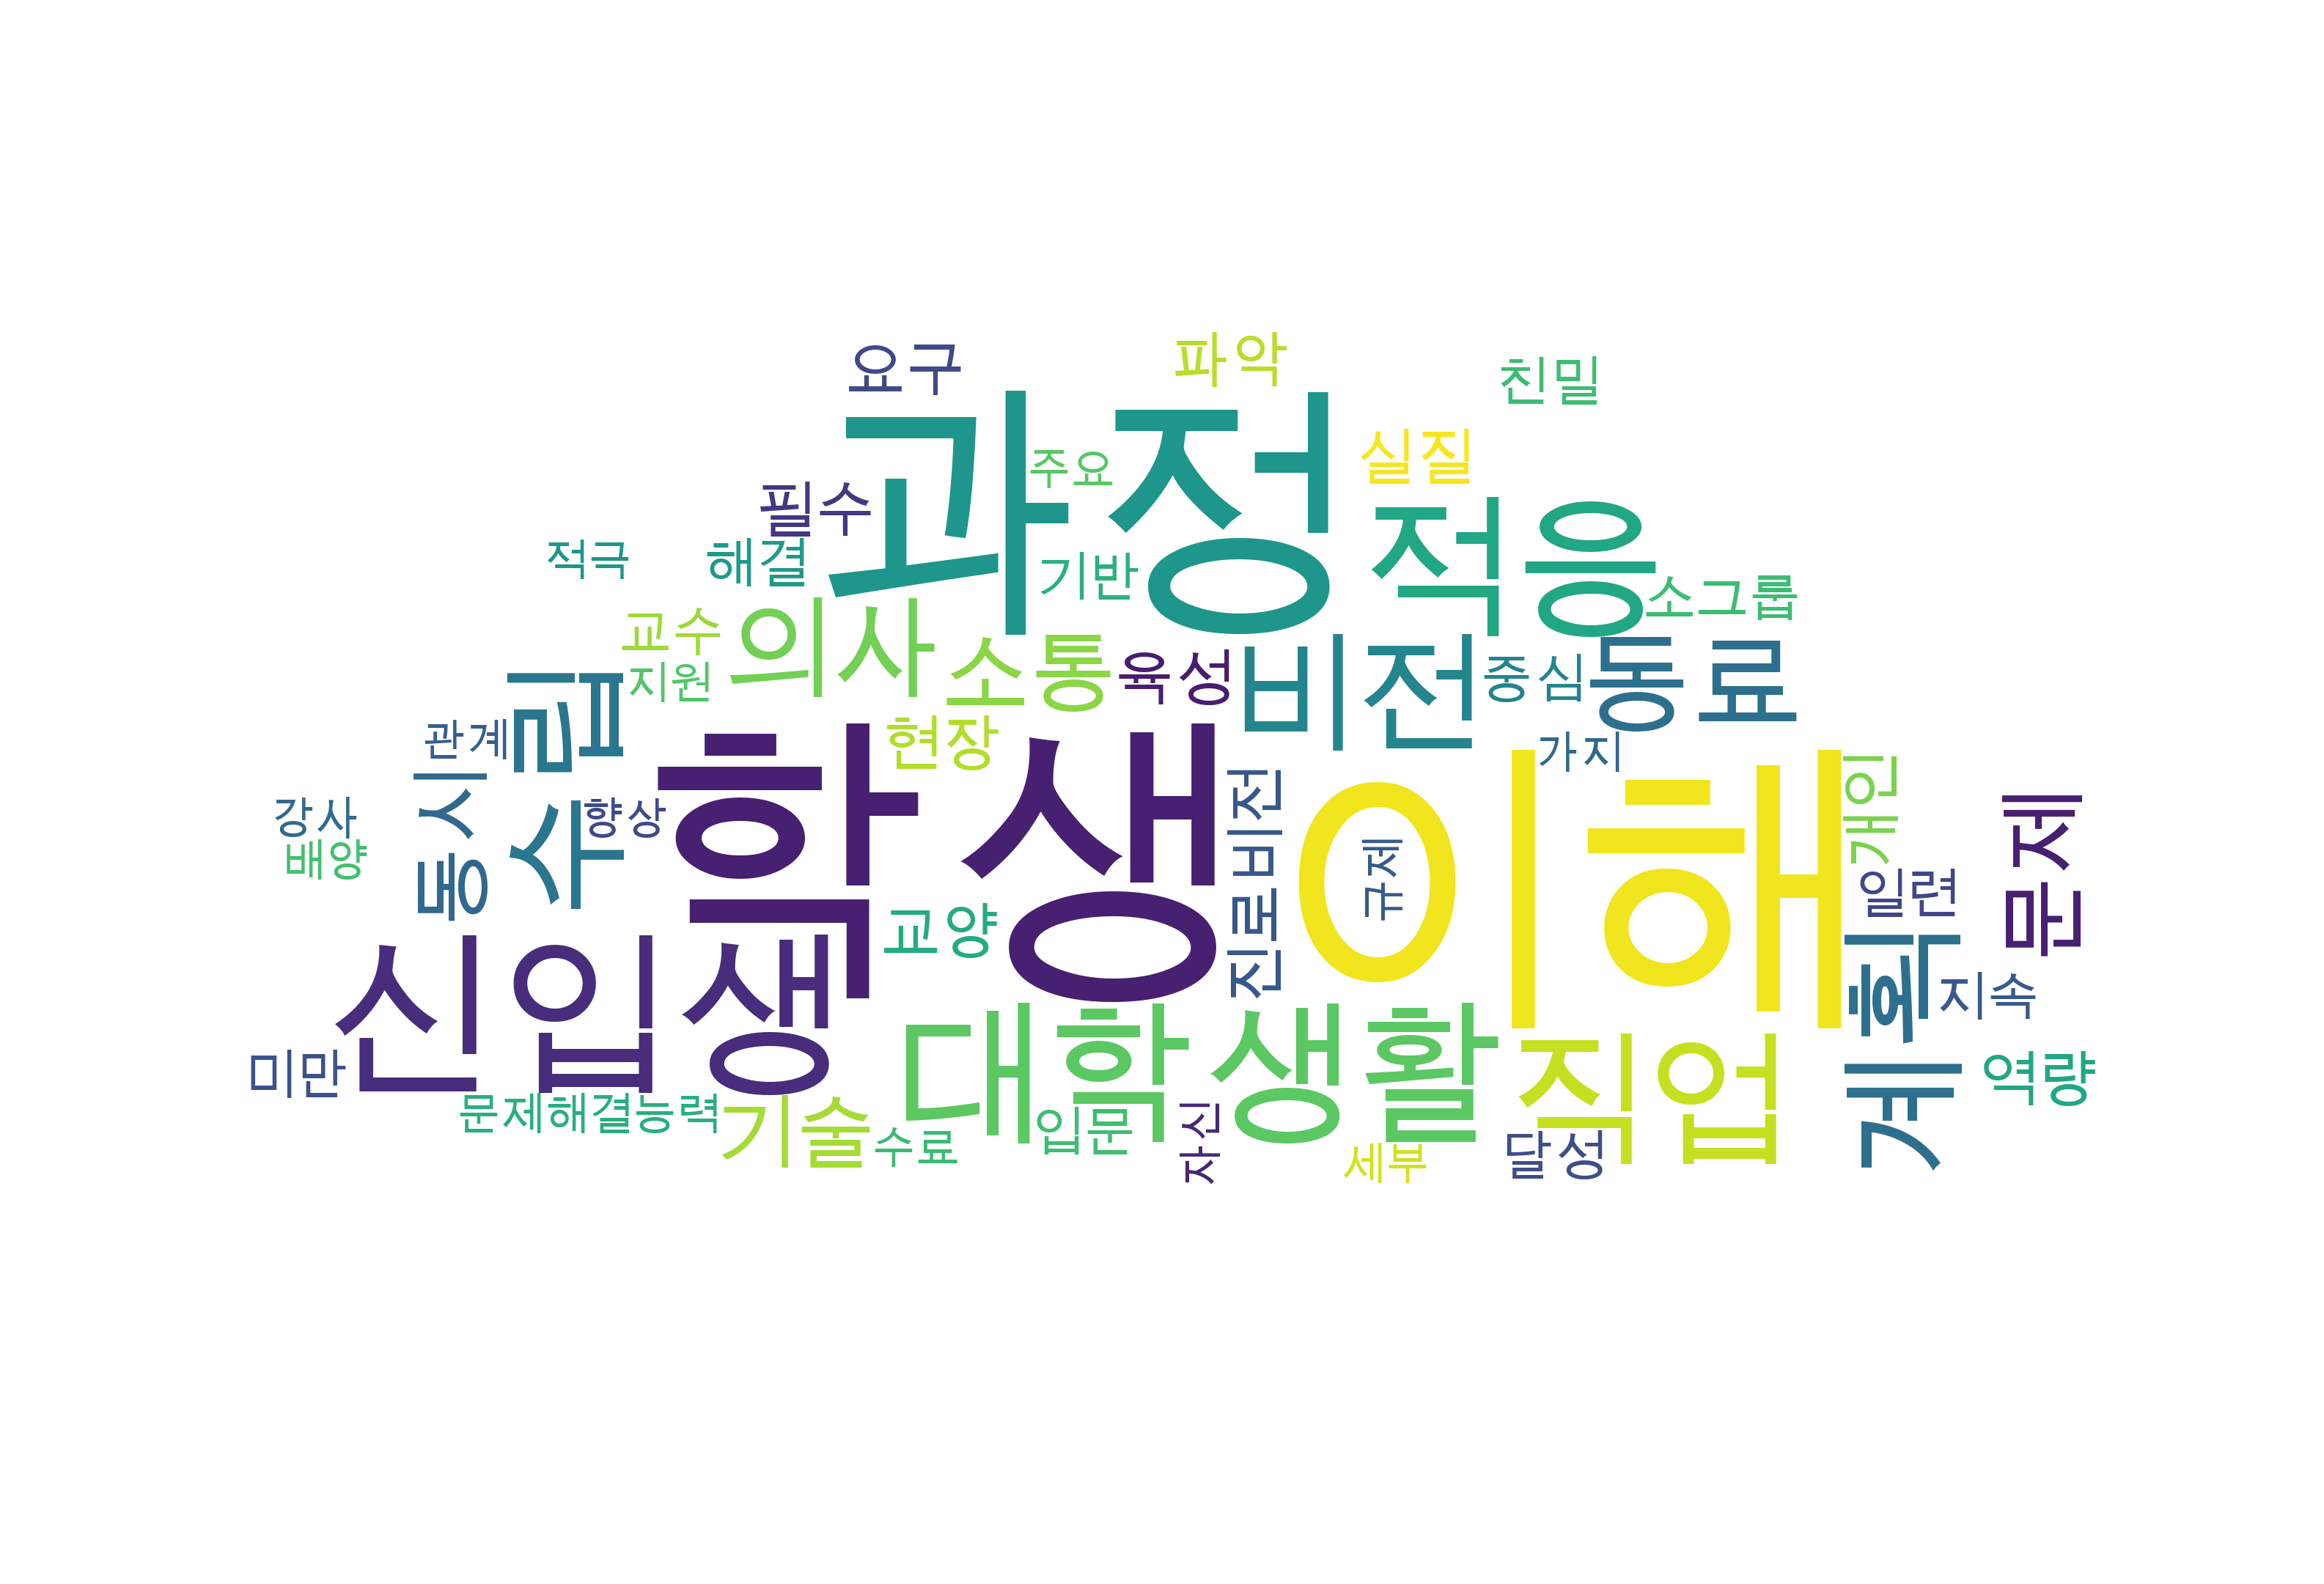 요구
파악
친밀
과정
주요
실질
필수
적응
적극
해결
기반
소그룹
교수
의사
소통
육성
비전
중심
동료
지원
관계
수립
현장
가지
학생
이해
개인
문제
동시
향상
강사
배양
진로비전
규제
일련
교양
신입생
계획
지속
대학생활
직업
미만
역량
문제해결능력
기술
수료
입문
자신
세부
달성